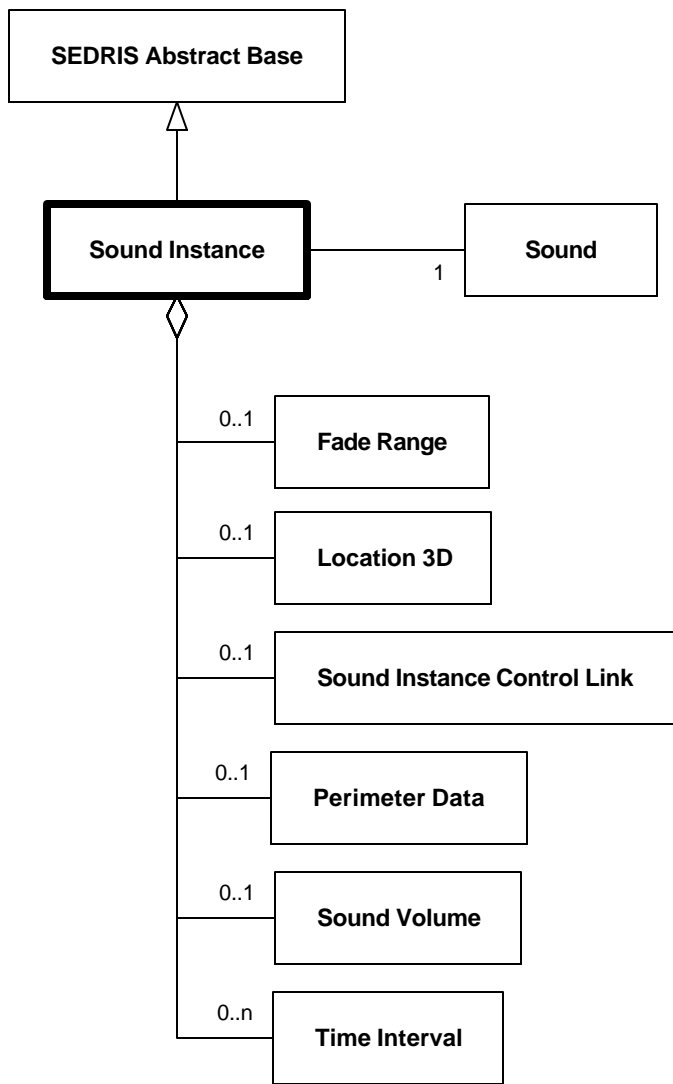 SEDRIS Abstract Base
Sound Instance
1
Sound
0..1
Fade Range
0..1
Location 3D
0..1
Sound Instance Control Link
0..1
Perimeter Data
0..1
Sound Volume
0..n
Time Interval